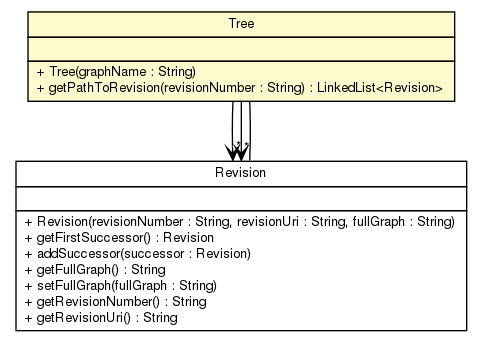 Tree
+ Tree(graphName : String)
+ getPathToRevision(revisionNumber : String) : LinkedList<Revision>
* *
Revision
+ Revision(revisionNumber : String, revisionUri : String, fullGraph : String)
+ getFirstSuccessor() : Revision
+ addSuccessor(successor : Revision)
+ getFullGraph() : String
+ setFullGraph(fullGraph : String)
+ getRevisionNumber() : String
+ getRevisionUri() : String